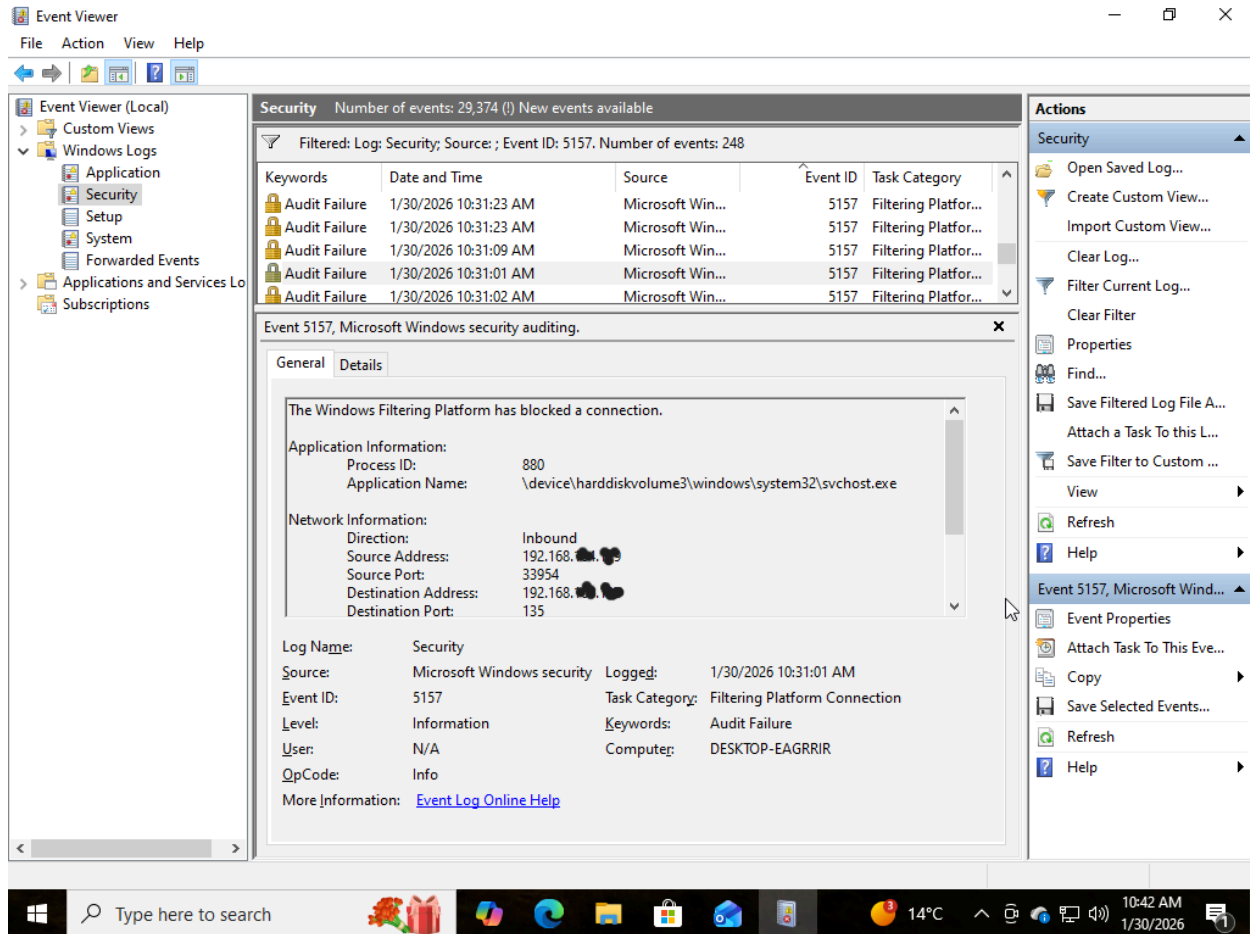 Event Viewer
File Action View Help
Event Viewer (Local)
Custom Views
Windows Logs
Application
Security
Setup
System
Forwarded Events
Applications and Services Lo
Subscriptions
Security Number of events: 29,374 (!) New events available
Filtered: Log: Security; Source: ; Event ID: 5157. Number of events: 248
Keywords Date and Time Source Event ID Task Category
Audit Failure 1/30/2026 10:31:23 AM Microsoft Win... 5157 Filtering Platfor...
Audit Failure 1/30/2026 10:31:23 AM Microsoft Win... 5157 Filtering Platfor...
Audit Failure 1/30/2026 10:31:09 AM Microsoft Win... 5157 Filtering Platfor...
Audit Failure 1/30/2026 10:31:01 AM Microsoft Win... 5157 Filtering Platfor...
Audit Failure 1/30/2026 10:31:02 AM Microsoft Win... 5157 Filtering Platfor...
Event 5157, Microsoft Windows security auditing.
General Details
The Windows Filtering Platform has blocked a connection.
Application Information:
Process ID: 880
Application Name: \device\harddiskvolume3\windows\system32\svchost.exe
Network Information:
Direction: Inbound
Source Address: 192.168.
Source Port: 33954
Destination Address: 192.168.
Destination Port: 135
Log Name: Security
Source: Microsoft Windows security Logged: 1/30/2026 10:31:01 AM
Event ID: 5157 Task Category: Filtering Platform Connection
Level: Information Keywords: Audit Failure
User: N/A Computer: DESKTOP-EAGRRIR
OpCode: Info
More Information: Event Log Online Help
Actions
Security
Open Saved Log...
Create Custom View...
Import Custom View...
Clear Log...
Filter Current Log...
Clear Filter
Properties
Find...
Save Filtered Log File A...
Attach a Task To this L...
Save Filter to Custom ...
View
Refresh
Help
Event 5157, Microsoft Wind...
Event Properties
Attach Task To This Eve...
Copy
Save Selected Events...
Refresh
Help
Type here to search
3
14°C
10:42 AM
1/30/2026
1